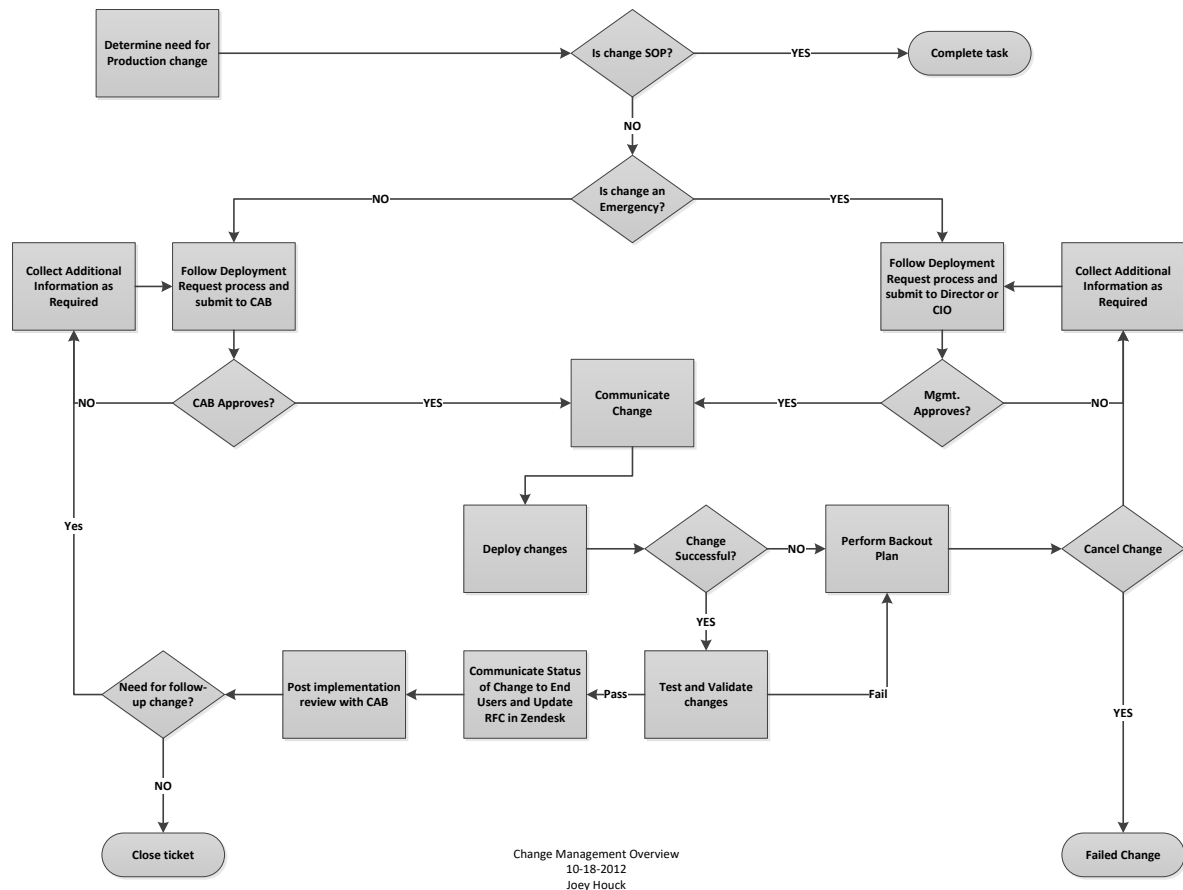 Determine need for
Production change
Is change SOP?
YES
Complete task
NO
Is change an
Emergency?
NO
YES
Collect Additional
Information as
Required
Follow Deployment
Request process and
submit to CAB
Follow Deployment
Request process and
submit to Director or
CIO
Collect Additional
Information as
Required
NO
CAB Approves?
YES
Communicate
Change
YES
Mgmt.
Approves?
NO
Yes
Deploy changes
Change
Successful?
NO
Perform Backout
Plan
Cancel Change
YES
Need for follow-
up change?
Post implementation
review with CAB
Communicate Status
of Change to End
Users and Update
RFC in Zendesk
Pass
Test and Validate
changes
Fail
YES
NO
Close ticket
Failed Change
Change Management Overview
10-18-2012
Joey Houck